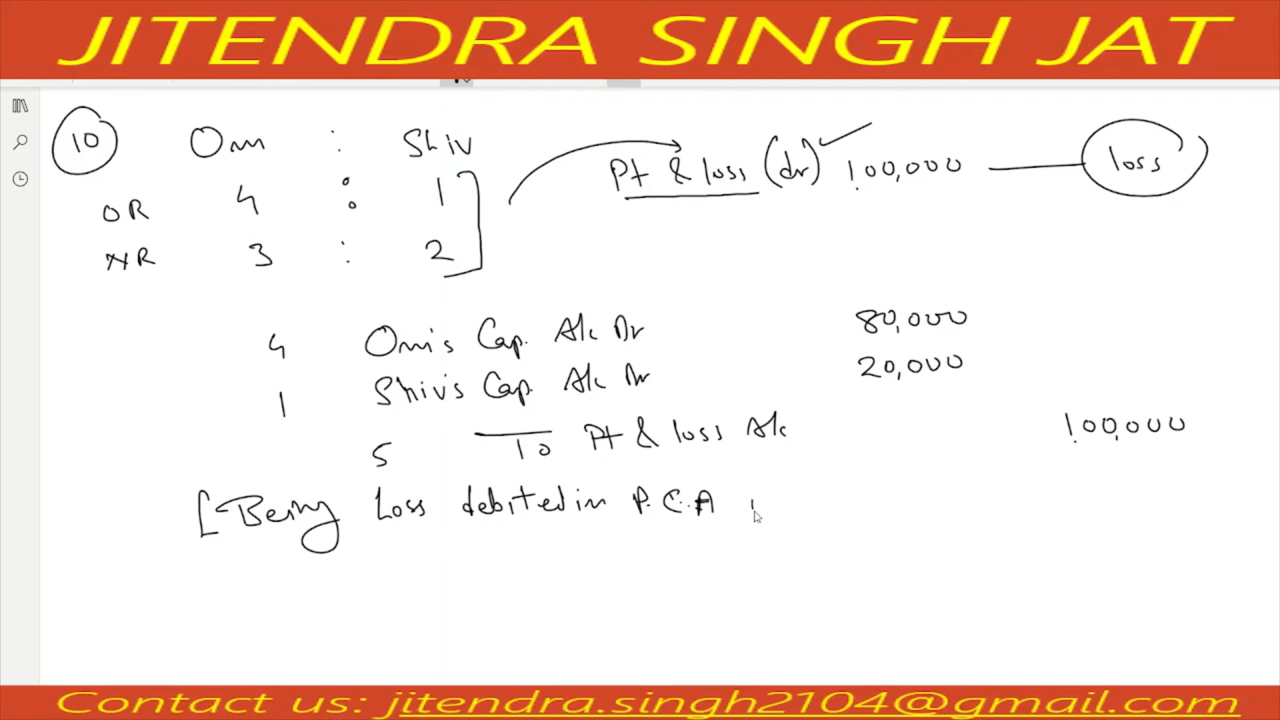 JITENDRA SINGH JAT
10 Om : Shiv
Pt & loss (dr) 1,00,000 loss
OR 4 : 1
NR 3 : 2
4 Om's Cap. A/c Dr 80,000
1 Shiv's Cap. A/c Dr 20,000
5 To Pt & loss A/c 1,00,000
[Being Loss debited in P.C.A
Contact us: jitendra.singh2104@gmail.com